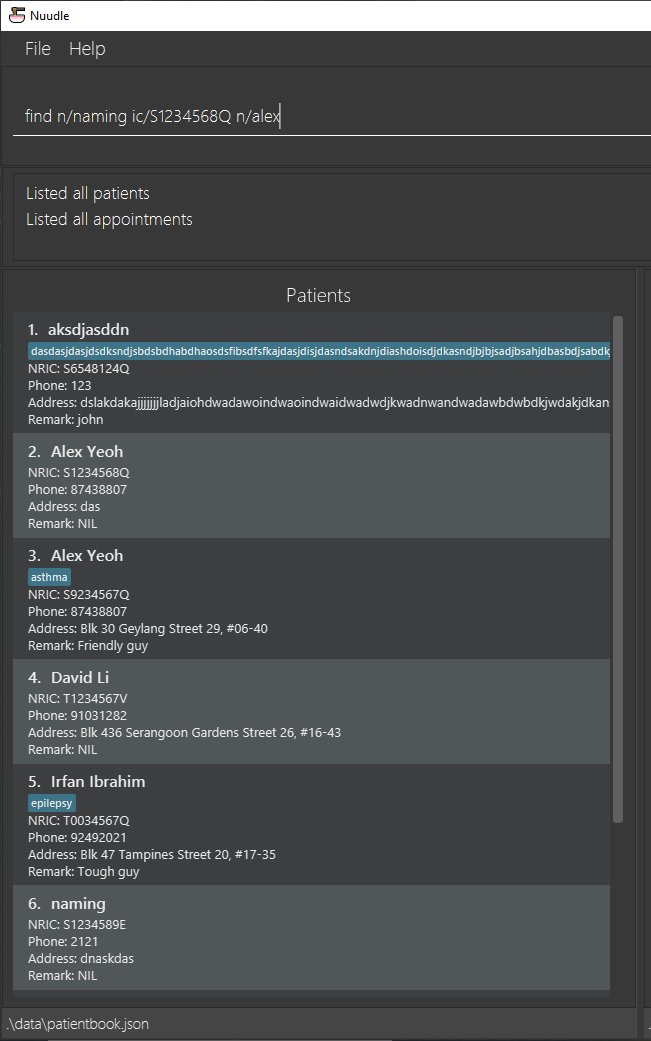 Nuudle
File Help
find n/naming ic/S1234568Q n/alex
Listed all patients
Listed all appointments
Patients
1. aksdjasddn
NRIC: S6548124Q
Phone: 123
Remark: john
2. Alex Yeoh
NRIC: S1234568Q
Phone: 87438807
Address: das
Remark: NIL
3. Alex Yeoh
asthma
NRIC: S9234567Q
Phone: 87438807
Address: Blk 30 Geylang Street 29, #06-40
Remark: Friendly guy
4. David Li
NRIC: T1234567V
Phone: 91031282
Address: Blk 436 Serangoon Gardens Street 26, #16-43
Remark: NIL
5. Irfan Ibrahim
epilepsy
NRIC: T0034567Q
Phone: 92492021
Address: Blk 47 Tampines Street 20, #17-35
Remark: Tough guy
6. naming
NRIC: S1234589E
Phone: 2121
Address: dnaskdas
Remark: NIL
.\data\patientbook.json